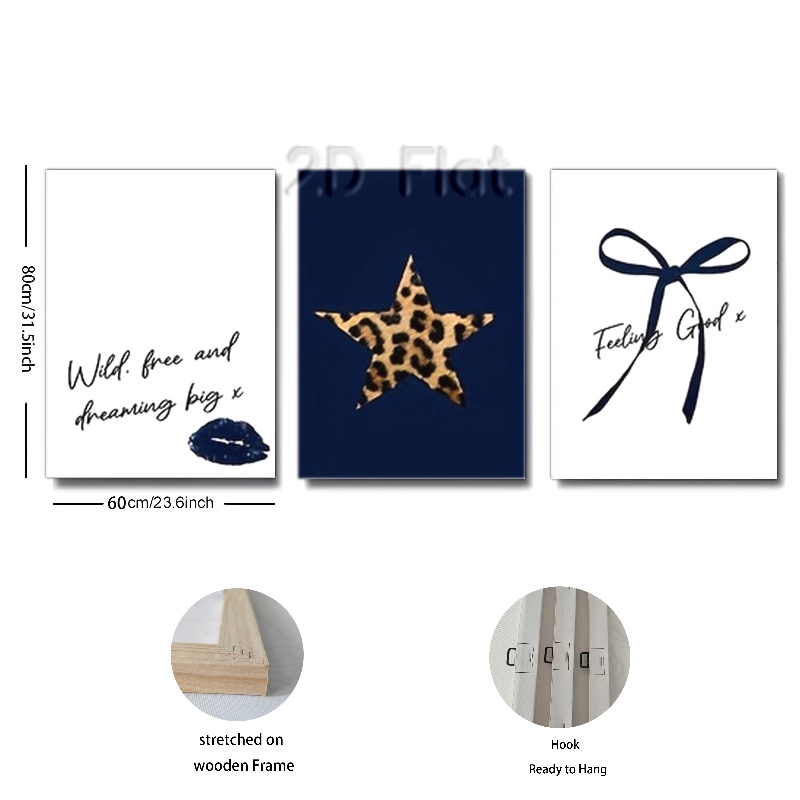 2D Flat
80cm/31.5inch
Wild, free and
dreaming big x
Feeling Good x
60cm/23.6inch
stretched on
wooden Frame
Hook
Ready to Hang